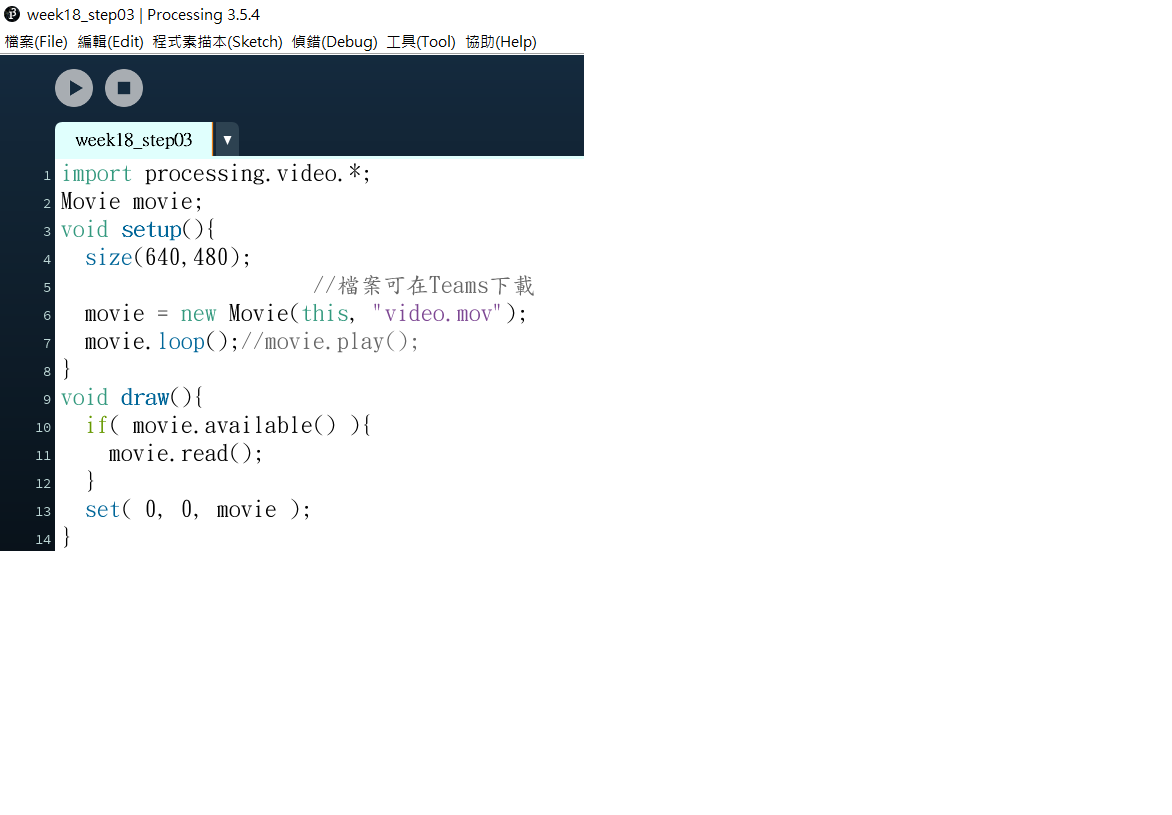 week18_step03 | Processing 3.5.4
檔案(File) 編輯(Edit) 程式素描本(Sketch) 偵錯(Debug) 工具(Tool) 協助(Help)
week18_step03 ▼
1 import processing.video.*;
2 Movie movie;
3 void setup(){
4   size(640,480);
5                      //檔案可在Teams下載
6   movie = new Movie(this, "video.mov");
7   movie.loop();//movie.play();
8 }
9 void draw(){
10   if( movie.available() ){
11     movie.read();
12   }
13   set( 0, 0, movie );
14 }